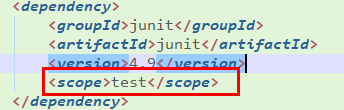 <dependency>
<groupId>junit</groupId>
<artifactId>junit</artifactId>
<version>4.9</version>
<scope>test</scope>
</dependency>